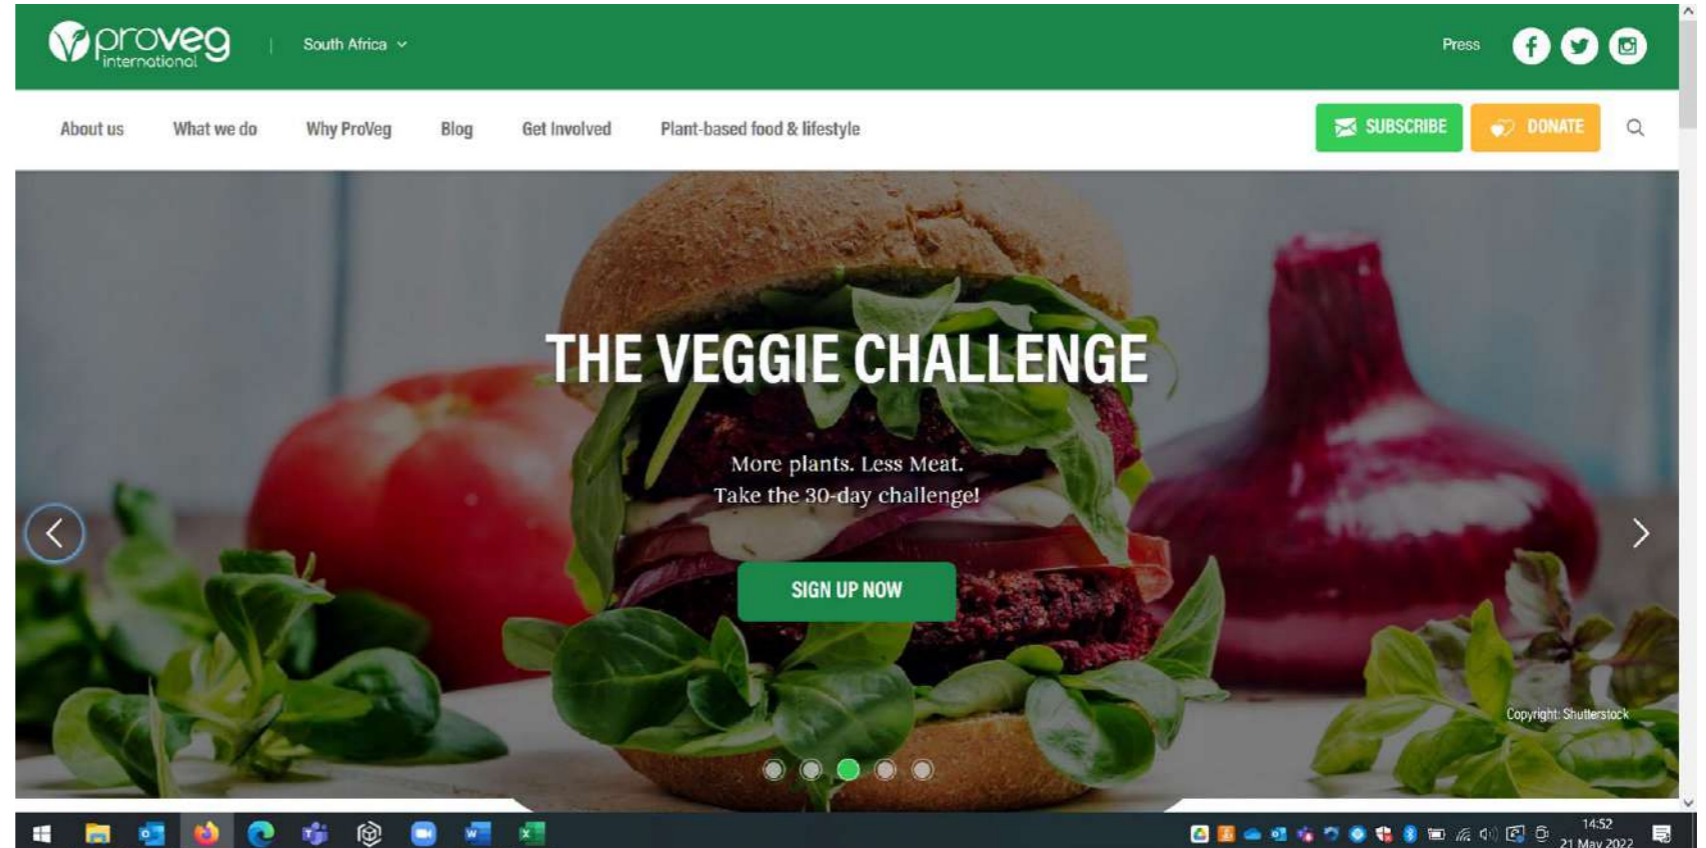 proveg
international
South Africa
Press
About us
What we do
Why ProVeg
Blog
Get Involved
Plant-based food & lifestyle
SUBSCRIBE
DONATE
THE VEGGIE CHALLENGE
More plants. Less Meat.
Take the 30-day challenge!
SIGN UP NOW
Copyright: Shutterstock
14:52
21 May 2022